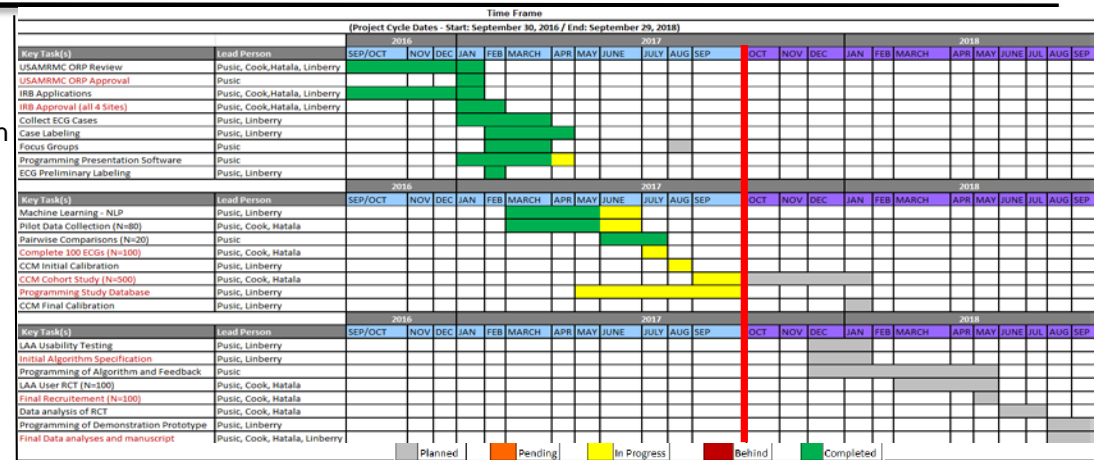 Time Frame
(Project Cycle Dates - Start: September 30, 2016 / End: September 29, 2018)
2016 2017 2018
Key Task(s) Lead Person SEP/OCT NOV DEC JAN FEB MARCH APR MAY JUNE JULY AUG SEP OCT NOV DEC JAN FEB MARCH APR MAY JUNE JUL AUG SEP
USAMRMC ORP Review Pusic, Cook,Hatala, Linberry
USAMRMC ORP Approval Pusic
IRB Applications Pusic, Cook,Hatala, Linberry
IRB Approval (all 4 Sites) Pusic, Cook,Hatala, Linberry
Collect ECG Cases Pusic, Linberry
n
Case Labeling Pusic, Linberry
Focus Groups Pusic
Programming Presentation Software Pusic
ECG Preliminary Labeling Pusic, Linberry
2016 2017 2018
Key Task(s) Lead Person SEP/OCT NOV DEC JAN FEB MARCH APR MAY JUNE JULY AUG SEP OCT NOV DEC JAN FEB MARCH APR MAY JUNE JUL AUG SEP
Machine Learning - NLP Pusic, Linberry
Pilot Data Collection (N=80) Pusic, Cook, Hatala
Pairwise Comparisons (N=20) Pusic
Complete 100 ECGs (N=100) Pusic, Cook, Hatala
CCM Initial Calibration Pusic, Linberry
CCM Cohort Study (N=500) Pusic, Cook, Hatala
Programming Study Database Pusic, Linberry
CCM Final Calibration Pusic, Linberry
2016 2017 2018
Key Task(s) Lead Person SEP/OCT NOV DEC JAN FEB MARCH APR MAY JUNE JULY AUG SEP OCT NOV DEC JAN FEB MARCH APR MAY JUNE JUL AUG SEP
LAA Usability Testing Pusic, Linberry
Initial Algorithm Specification Pusic, Linberry
Programming of Algorithm and Feedback Pusic
LAA User RCT (N=100) Pusic, Cook, Hatala
Final Recruitement (N=100) Pusic, Cook, Hatala
Data analysis of RCT Pusic, Cook, Hatala
Programming of Demonstration Prototype Pusic, Linberry
Final Data analyses and manuscript Pusic, Cook, Hatala, Linberry
Planned Pending In Progress Behind Completed